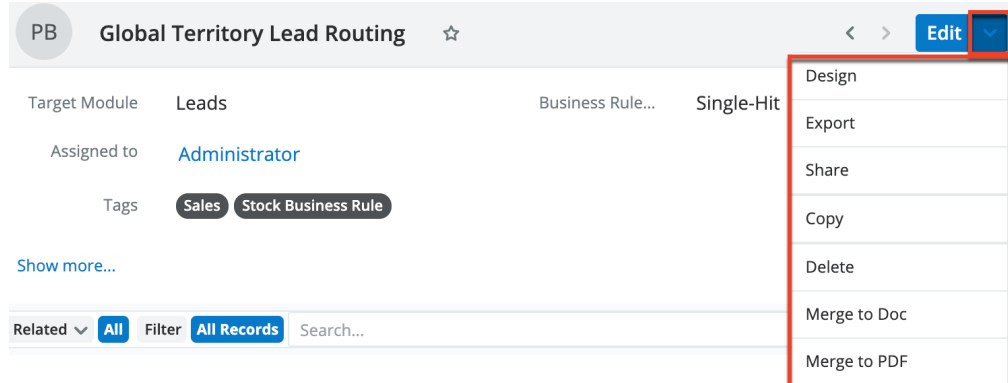 PB Global Territory Lead Routing Edit
Design
Target Module Leads Business Rule... Single-Hit
Export
Assigned to Administrator
Share
Tags Sales Stock Business Rule
Copy
Show more...
Delete
Merge to Doc
Related All Filter All Records Search...
Merge to PDF